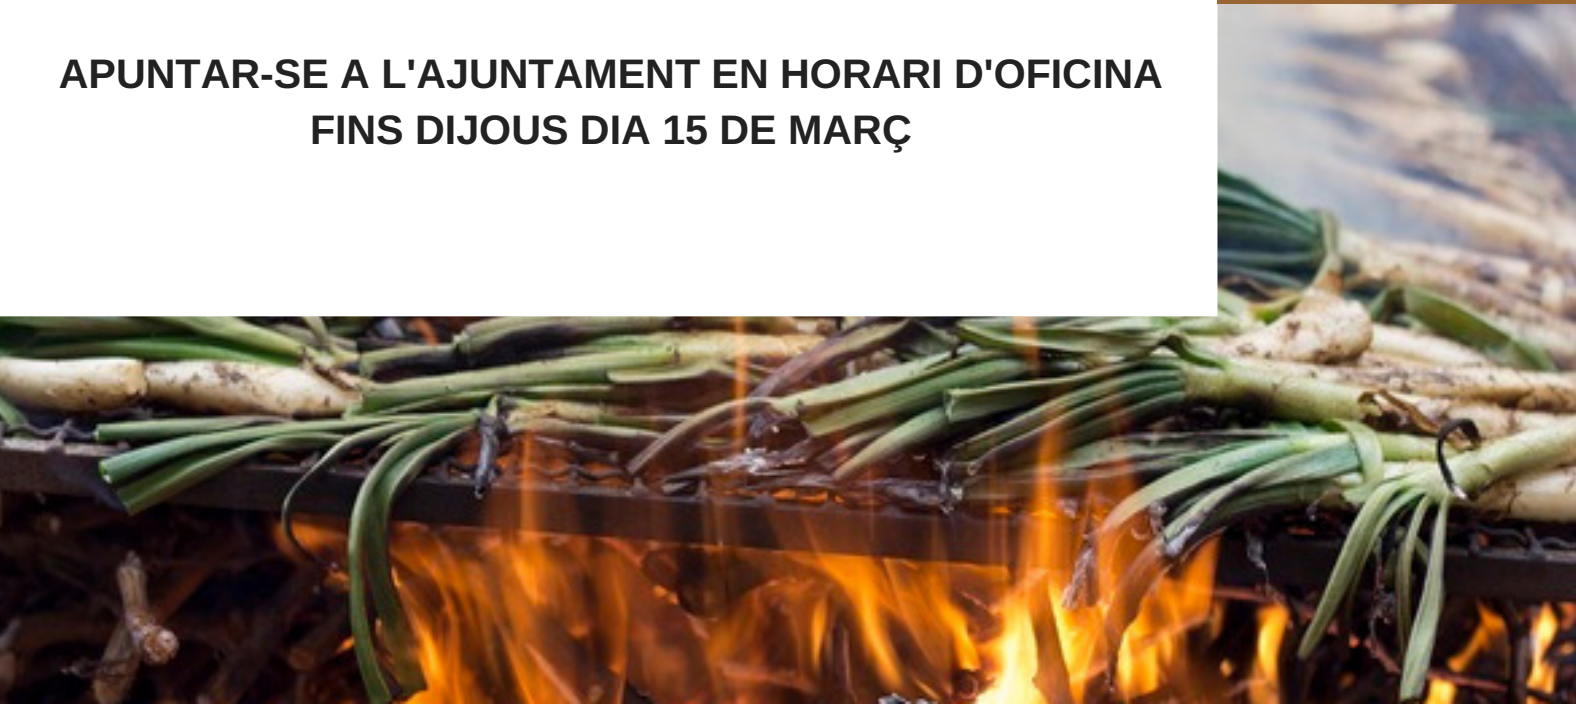 APUNTAR-SE A L'AJUNTAMENT EN HORARI D'OFICINA
FINS DIJOUS DIA 15 DE MARÇ